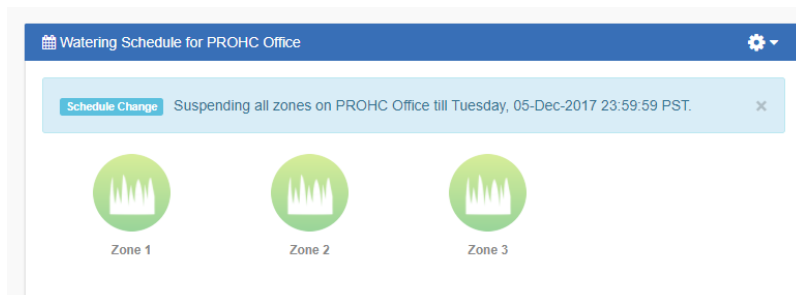 Watering Schedule for PROHC Office
Schedule Change Suspending all zones on PROHC Office till Tuesday, 05-Dec-2017 23:59:59 PST. ×
Zone 1 Zone 2 Zone 3